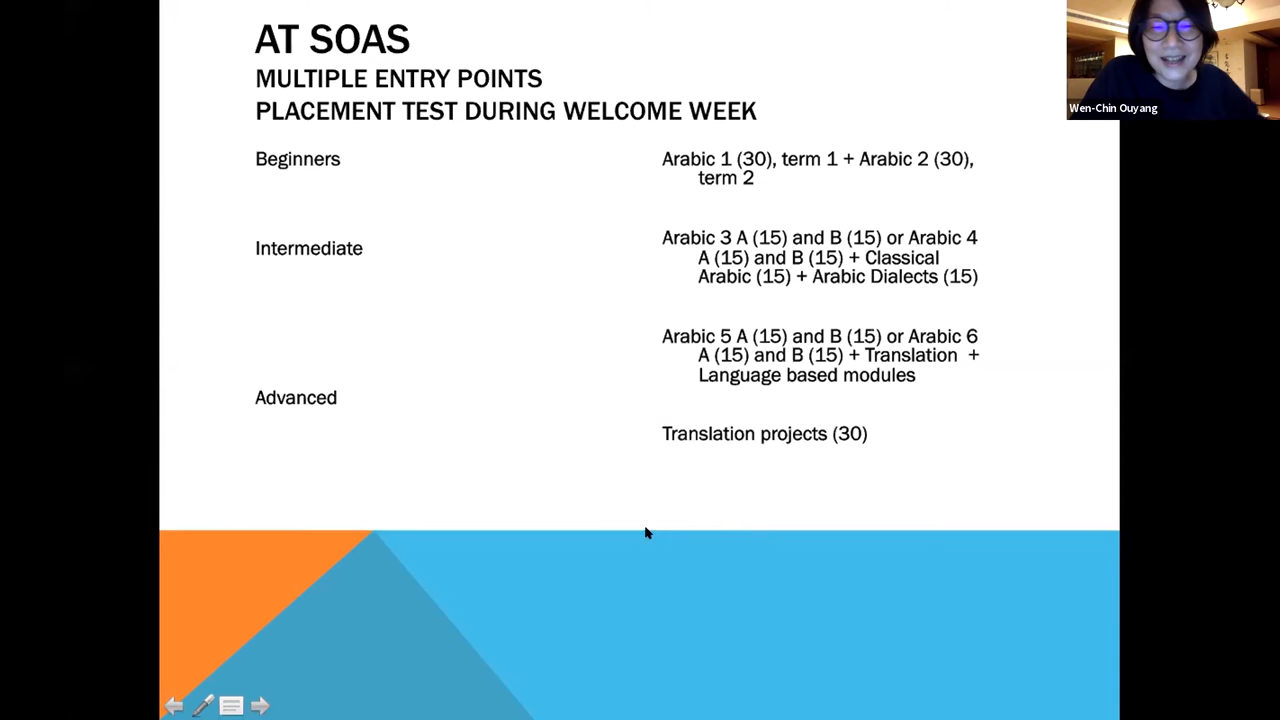 AT SOAS
MULTIPLE ENTRY POINTS
PLACEMENT TEST DURING WELCOME WEEK
Wen-Chin Ouyang
Beginners
Arabic 1 (30), term 1 + Arabic 2 (30),
term 2
Intermediate
Arabic 3 A (15) and B (15) or Arabic 4
A (15) and B (15) + Classical
Arabic (15) + Arabic Dialects (15)
Arabic 5 A (15) and B (15) or Arabic 6
A (15) and B (15) + Translation +
Language based modules
Advanced
Translation projects (30)